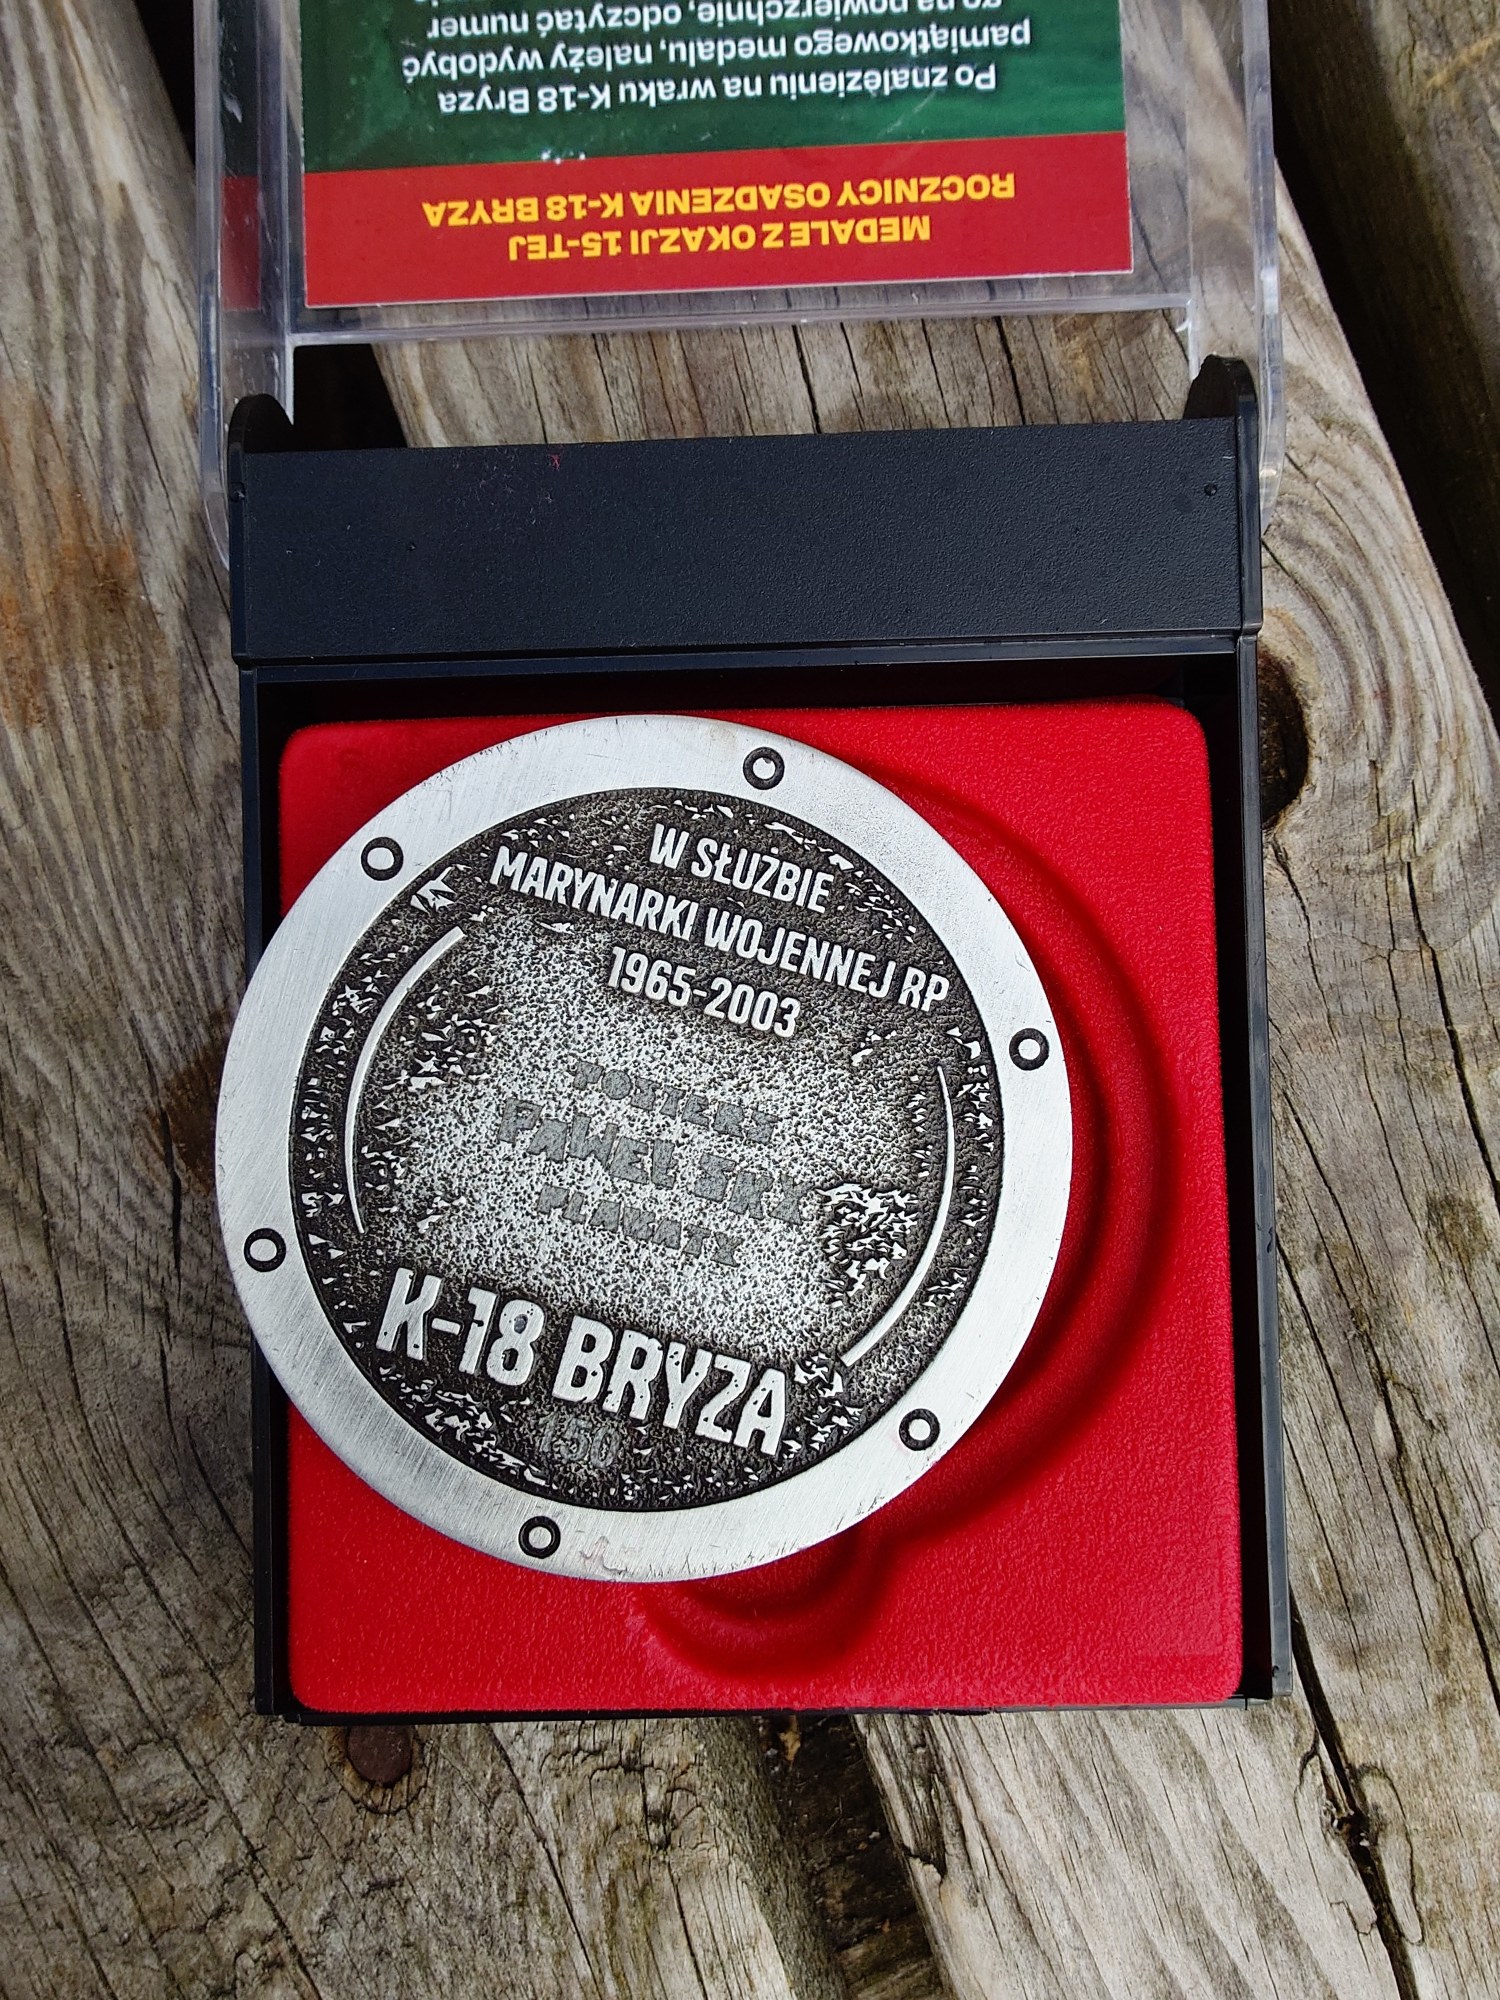 MEDALE Z OKAZJI 15-TEJ
ROCZNICY OSADZENIA K-18 BRYZA
Po znalezieniu na wraku K-18 Bryza
pamiątkowego medalu, należy wydobyć
go na powierzchnię, odczytać numer
W SŁUŻBIE
MARYNARKI WOJENNEJ RP
1965-2003
PAWEŁ
K-18 BRYZA
150